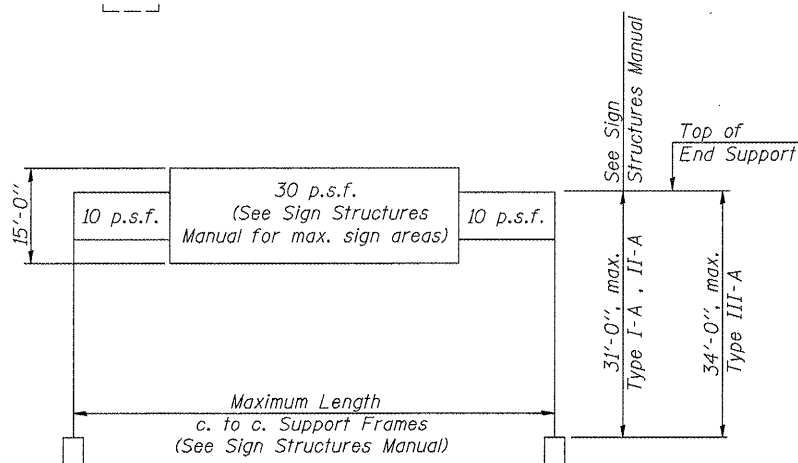 See Sign
Structures Manual
Top of
End Support
15'-0"
10 p.s.f.
30 p.s.f.
(See Sign Structures
Manual for max. sign areas)
10 p.s.f.
31'-0", max.
Type I-A , II-A
34'-0", max.
Type III-A
Maximum Length
c. to c. Support Frames
(See Sign Structures Manual)